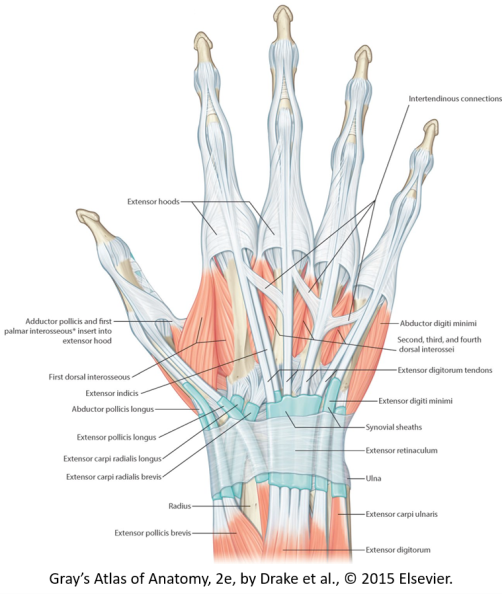 Intertendinous connections
Extensor hoods
Adductor pollicis and first
palmar interosseous* insert into
extensor hood
Abductor digiti minimi
Second, third, and fourth
dorsal interossei
First dorsal interosseous
Extensor digitorum tendons
Extensor indicis
Abductor pollicis longus
Extensor digiti minimi
Synovial sheaths
Extensor pollicis longus
Extensor retinaculum
Extensor carpi radialis longus
Extensor carpi radialis brevis
Ulna
Radius
Extensor carpi ulnaris
Extensor pollicis brevis
Extensor digitorum
Gray's Atlas of Anatomy, 2e, by Drake et al., © 2015 Elsevier.